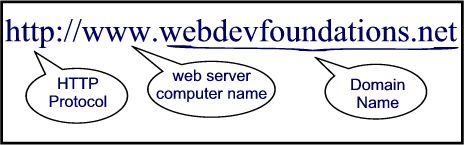 http://www.webdevfoundations.net
HTTP
Protocol
web server
computer name
Domain
Name